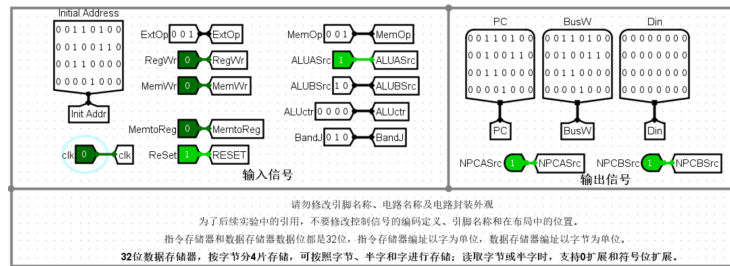 Initial Address
0 0 1 1 0 1 0 0
0 0 1 0 0 1 1 0
0 0 1 1 0 0 0 0
0 0 0 0 1 0 0 0
Init Addr
clk 0 clk
ExtOp 0 0 1 ExtOp
RegWr 0 RegWr
MemWr 0 MemWr
MemtoReg 0 MemtoReg
ReSet 1 RESET
MemOp 0 0 1 MemOp
ALUASrc 1 ALUASrc
ALUBSrc 1 0 ALUBSrc
ALUctr 0 0 0 0 ALUctr
BandJ 0 1 0 BandJ
输入信号
PC
0 0 1 1 0 1 0 0
0 0 1 0 0 1 1 0
0 0 1 1 0 0 0 0
0 0 0 0 1 0 0 0
PC
BusW
0 0 1 1 0 1 0 0
0 0 1 0 0 1 1 0
0 0 1 1 0 0 0 0
0 0 0 0 1 0 0 0
BusW
Din
0 0 0 0 0 0 0 0
0 0 0 0 0 0 0 0
0 0 0 0 0 0 0 0
0 0 0 0 0 0 0 0
Din
NPCASrc 1 NPCASrc
NPCBSrc 1 NPCBSrc
输出信号
请勿修改引脚名称、电路名称及电路封装外观
为了后续实验中的引用，不要修改控制信号的编码定义、引脚名称和在布局中的位置。
指令存储器和数据存储器数据位都是32位，指令存储器编址以字为单位，数据存储器编址以字节为单位。
32位数据存储器，按字节分4片存储，可按照字节、半字和字进行存储；读取字节或半字时，支持0扩展和符号位扩展。